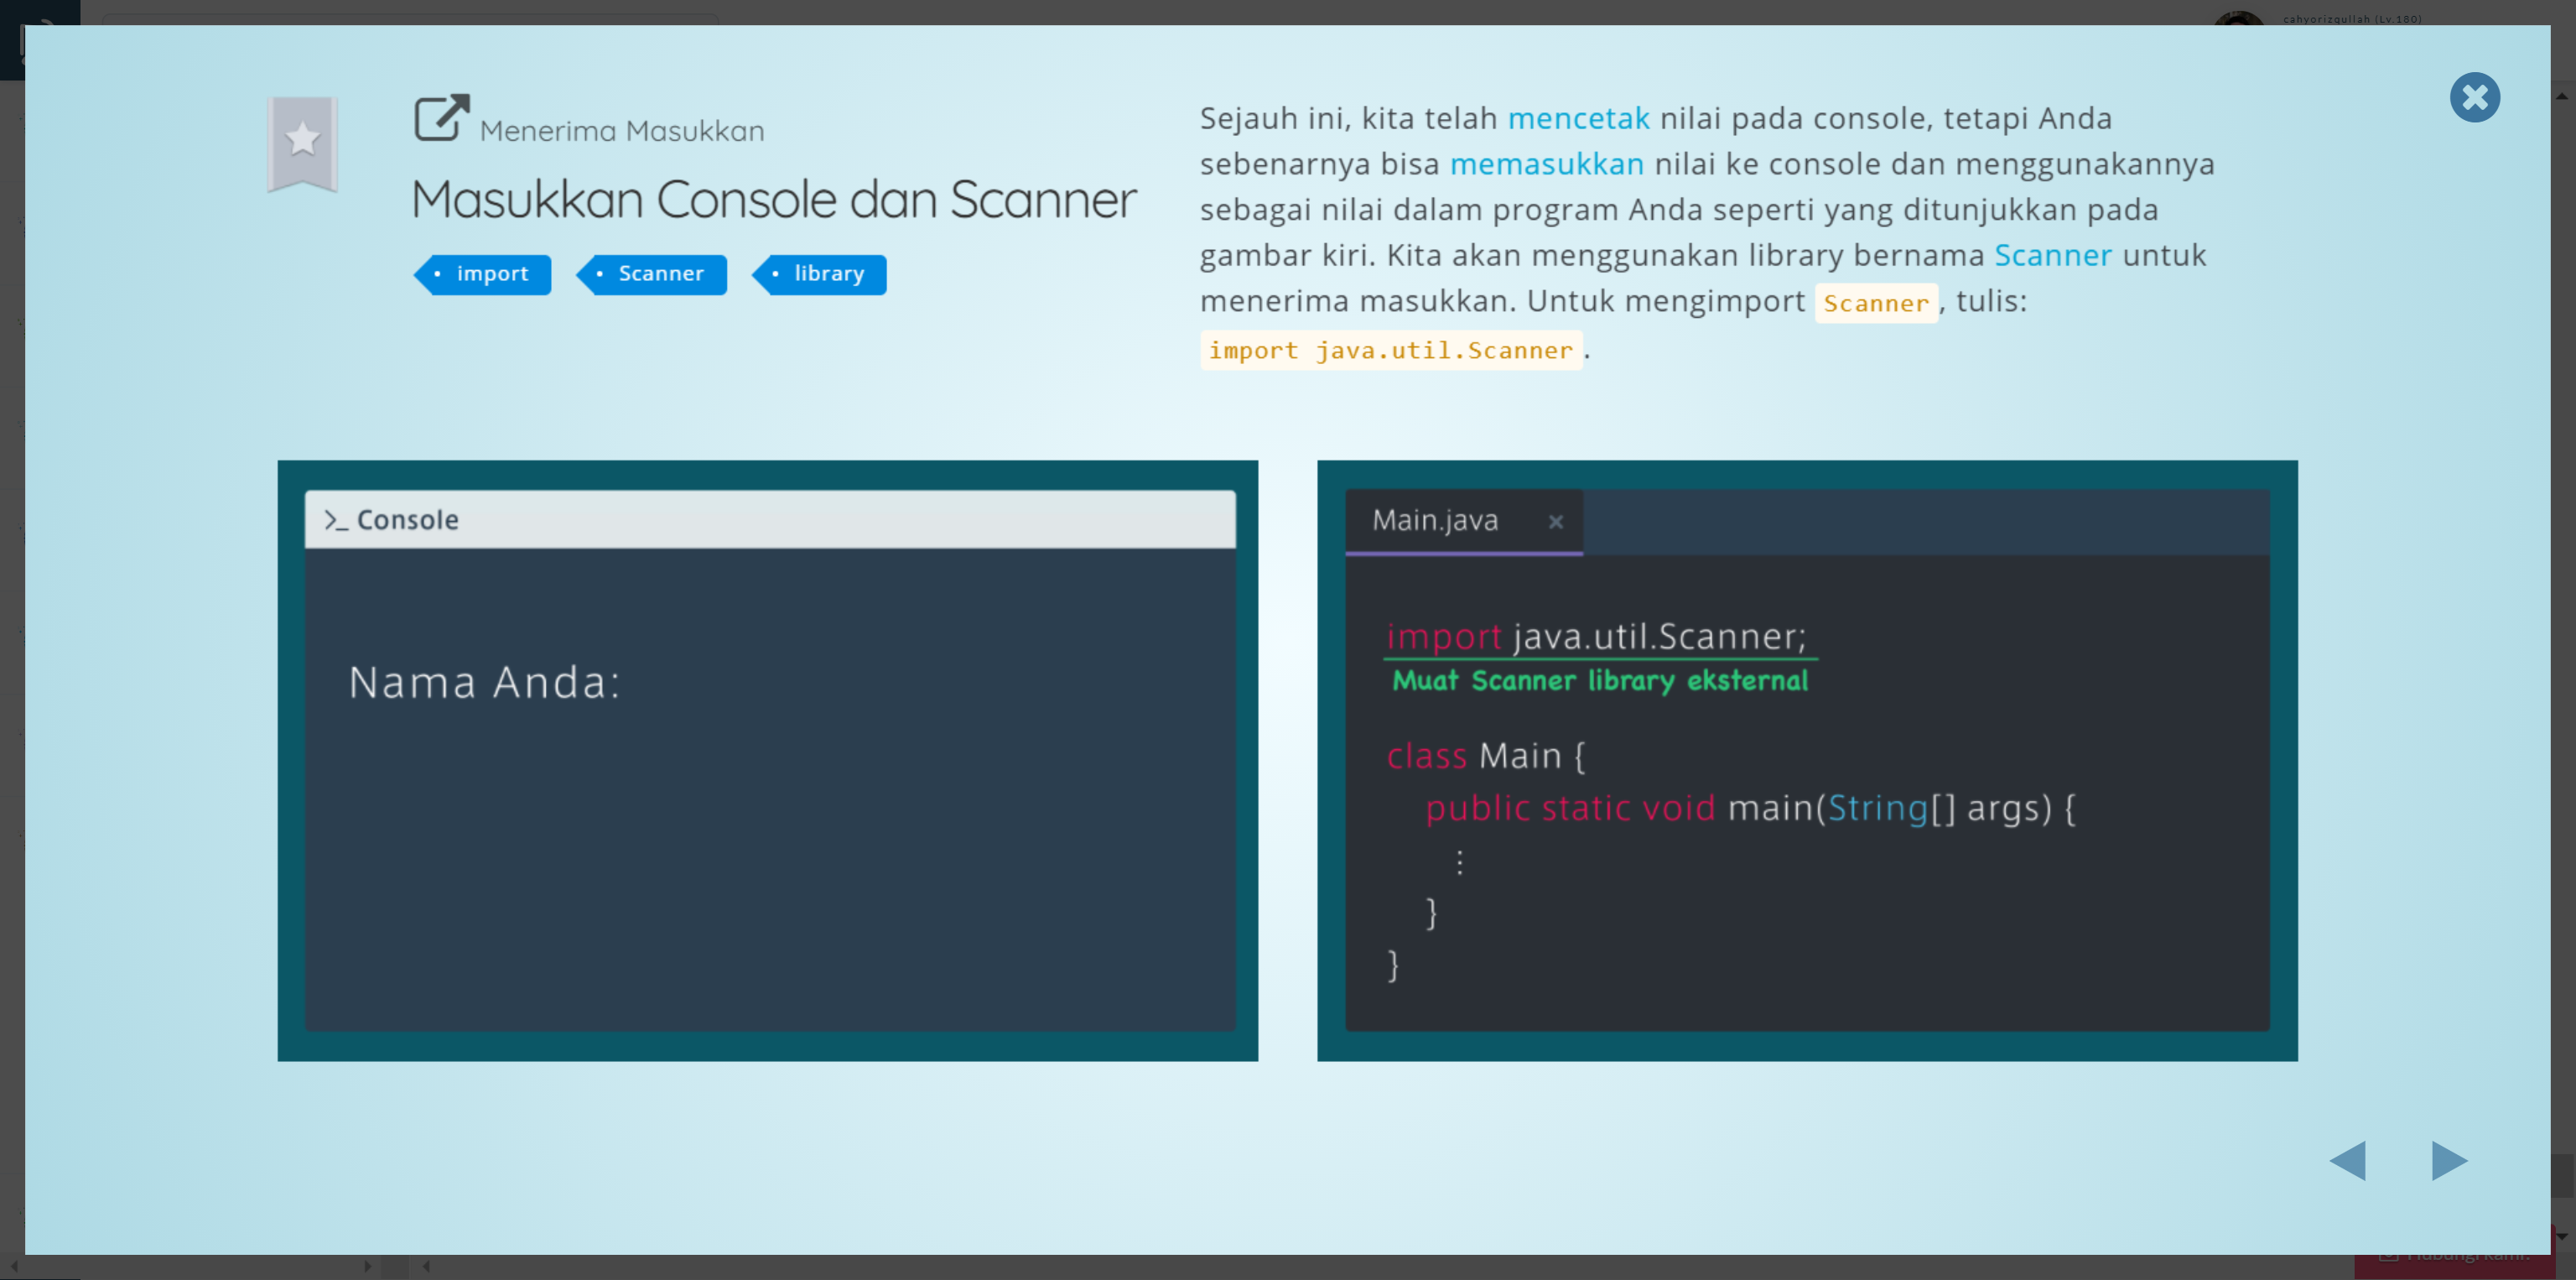 cahyorizqullah (Lv.180)
Menerima Masukkan
Masukkan Console dan Scanner
import
Scanner
library
Sejauh ini, kita telah mencetak nilai pada console, tetapi Anda
sebenarnya bisa memasukkan nilai ke console dan menggunakannya
sebagai nilai dalam program Anda seperti yang ditunjukkan pada
gambar kiri. Kita akan menggunakan library bernama Scanner untuk
menerima masukkan. Untuk mengimport Scanner, tulis:
import java.util.Scanner.
>_ Console
Nama Anda:
Main.java
import java.util.Scanner;
Muat Scanner library eksternal
class Main {
public static void main(String[] args) {
⋮
}
}
Hubungi kami.